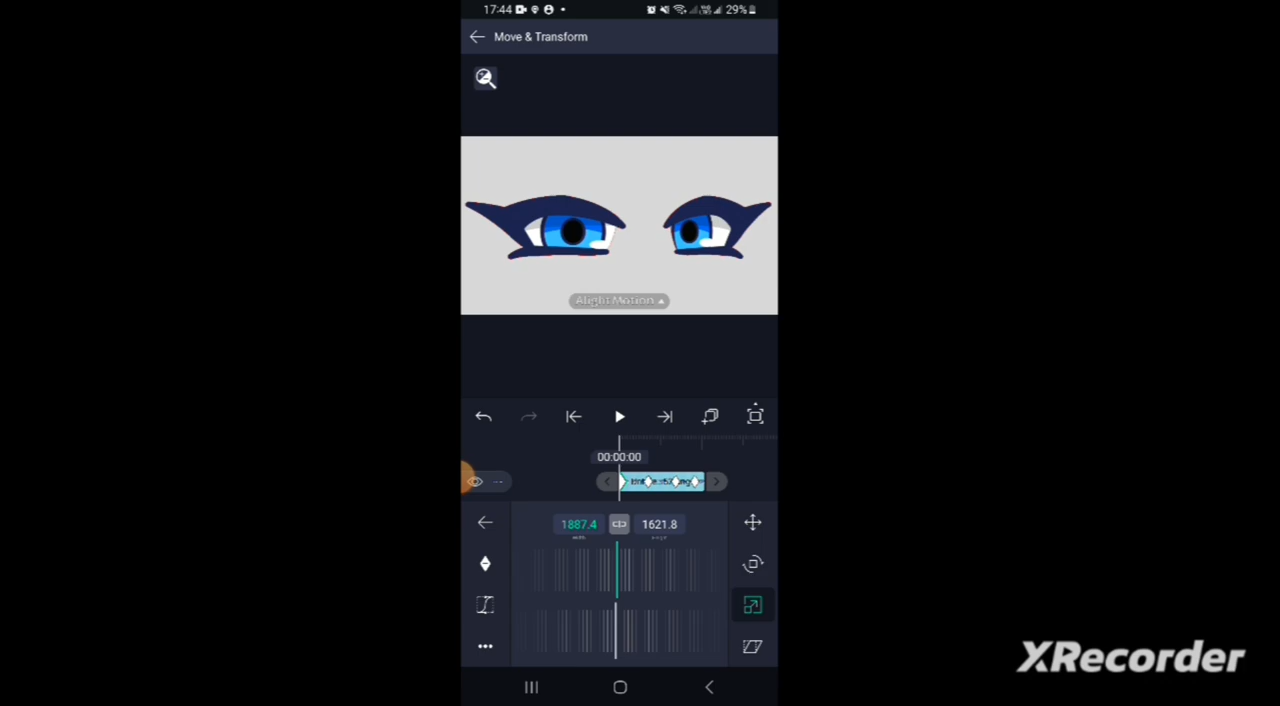 17:44
29%
Move & Transform
Alight Motion
00:00:00
1887.4
1621.8
XRecorder